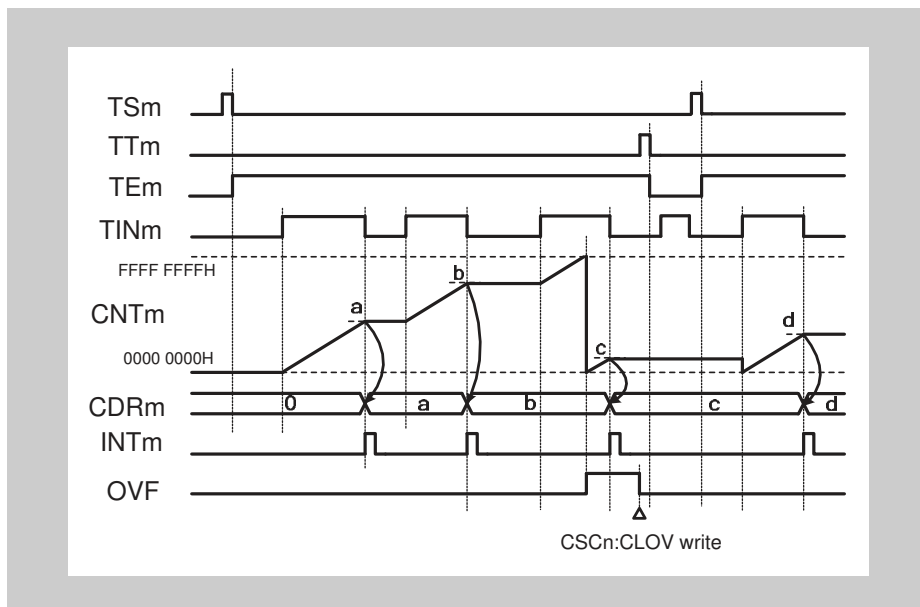 TSm
TTm
TEm
TINm
FFFF FFFFH
b
a
CNTm
d
c
0000 0000H
CDRm 0 a b c d
INTm
OVF
CSCn:CLOV write